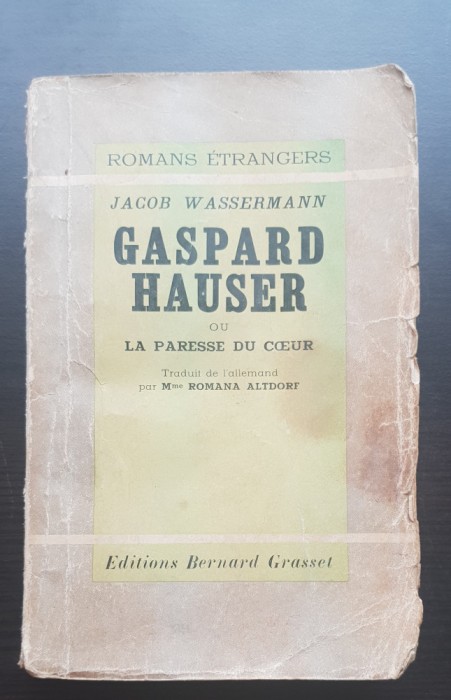 ROMANS ÉTRANGERS
JACOB WASSERMANN
GASPARD
HAUSER
OU
LA PARESSE DU CŒUR
Traduit de l'allemand
par Mme ROMANA ALTDORF
Editions Bernard Grasset